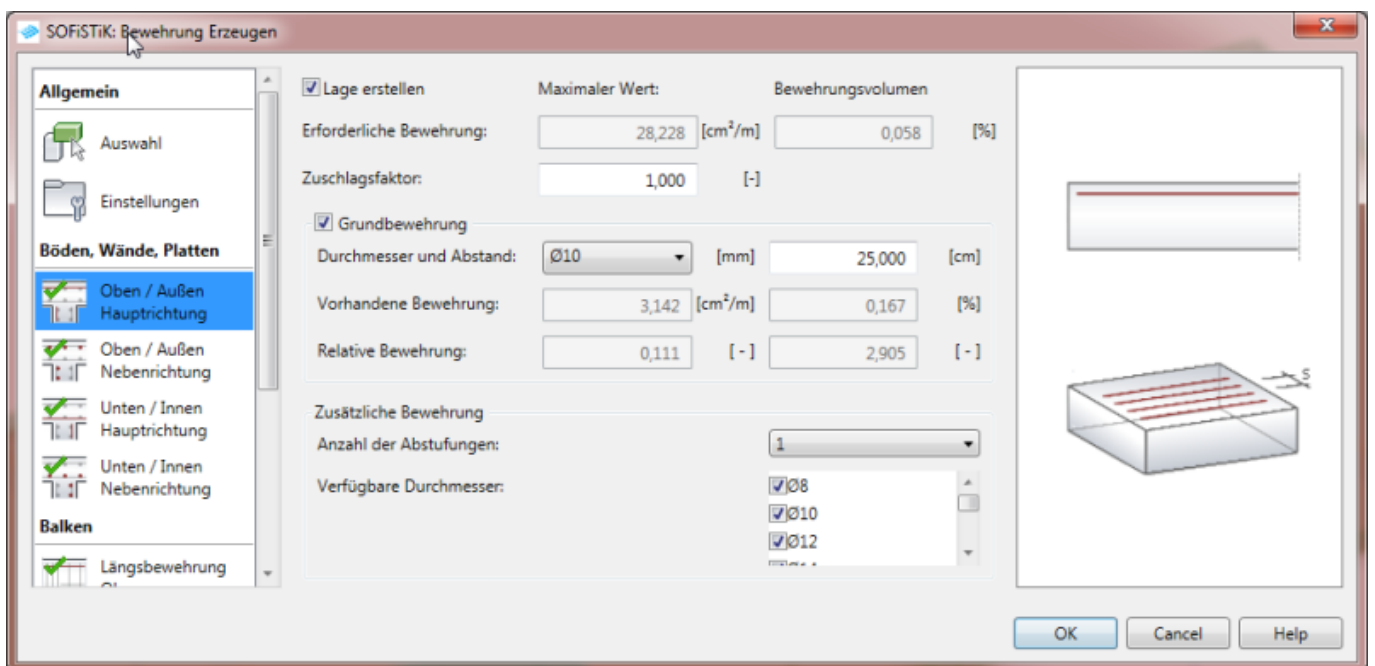 SOFiSTiK: Bewehrung Erzeugen
Allgemein
Auswahl
Einstellungen
Böden, Wände, Platten
Oben / Außen
Hauptrichtung
Oben / Außen
Nebenrichtung
Unten / Innen
Hauptrichtung
Unten / Innen
Nebenrichtung
Balken
Längsbewehrung
Lage erstellen Maximaler Wert: Bewehrungsvolumen
Erforderliche Bewehrung: 28,228 [cm²/m] 0,058 [%]
Zuschlagsfaktor: 1,000 [-]
Grundbewehrung
Durchmesser und Abstand: Ø10 [mm] 25,000 [cm]
Vorhandene Bewehrung: 3,142 [cm²/m] 0,167 [%]
Relative Bewehrung: 0,111 [ - ] 2,905 [ - ]
Zusätzliche Bewehrung
Anzahl der Abstufungen: 1
Verfügbare Durchmesser: Ø8
Ø10
Ø12
s
OK Cancel Help